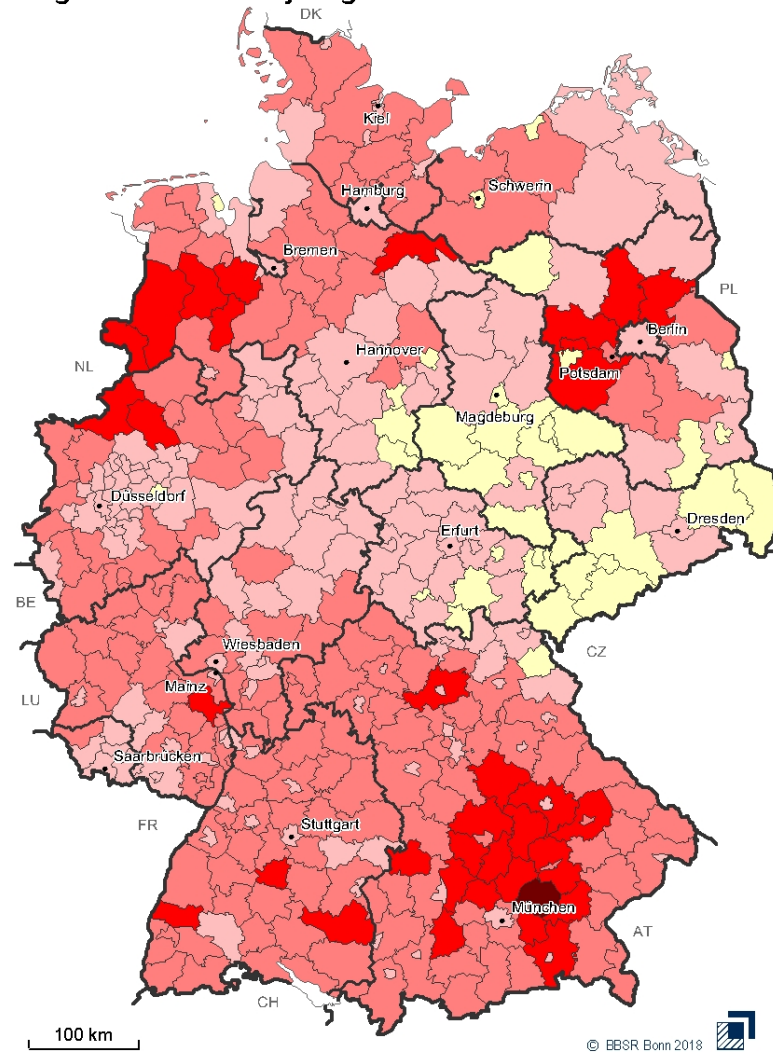 DK
Kiel
Hamburg
Schwerin
Bremen
PL
Berlin
Hannover
NL
Potsdam
Magdeburg
Düsseldorf
Dresden
Erfurt
BE
Wiesbaden
CZ
Mainz
LU
Saarbrücken
FR
Stuttgart
München
AT
CH
100 km
© BBSR Bonn 2018